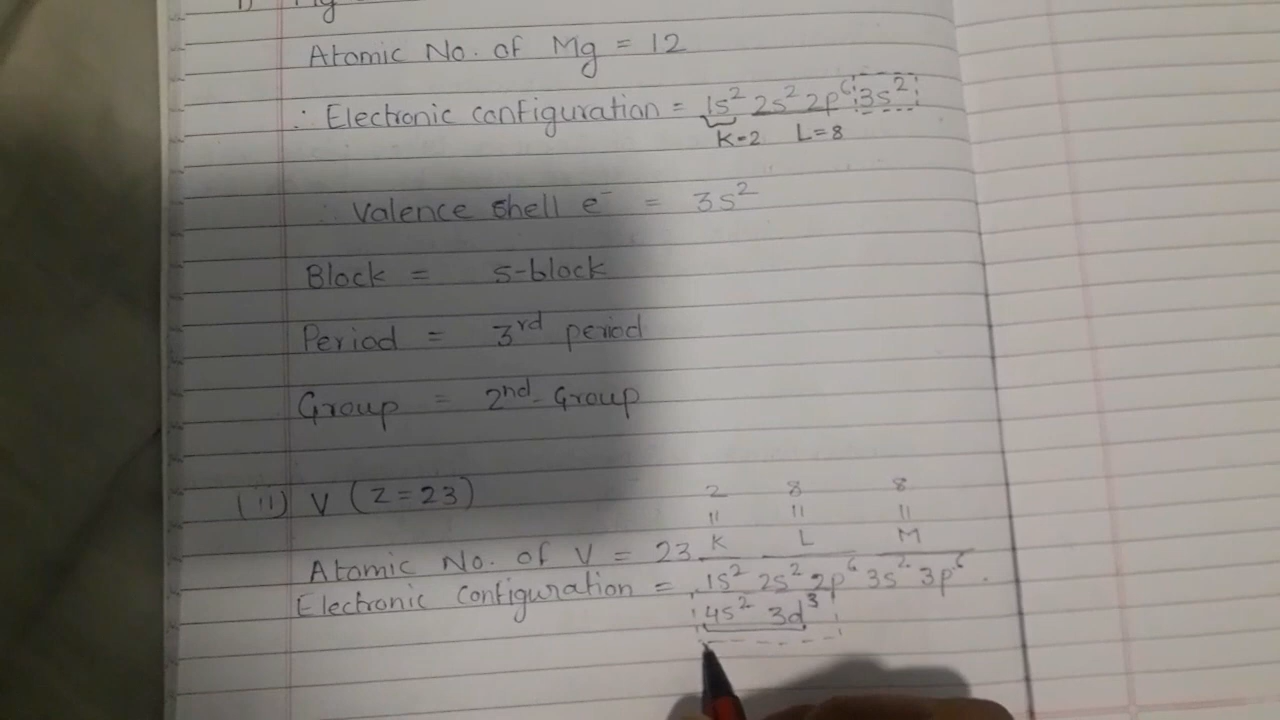 Mg
Atomic No. of Mg = 12
∴ Electronic configuration = 1s² 2s² 2p⁶ 3s²
K=2 L=8
Valence shell e⁻ = 3s²
Block = s-block
Period = 3rd period
Group = 2nd Group
(ii) V (Z=23)
2 8 8
॥ ॥ ॥
K L M
Atomic No. of V = 23
Electronic configuration = 1s² 2s² 2p⁶ 3s² 3p⁶
4s² 3d³